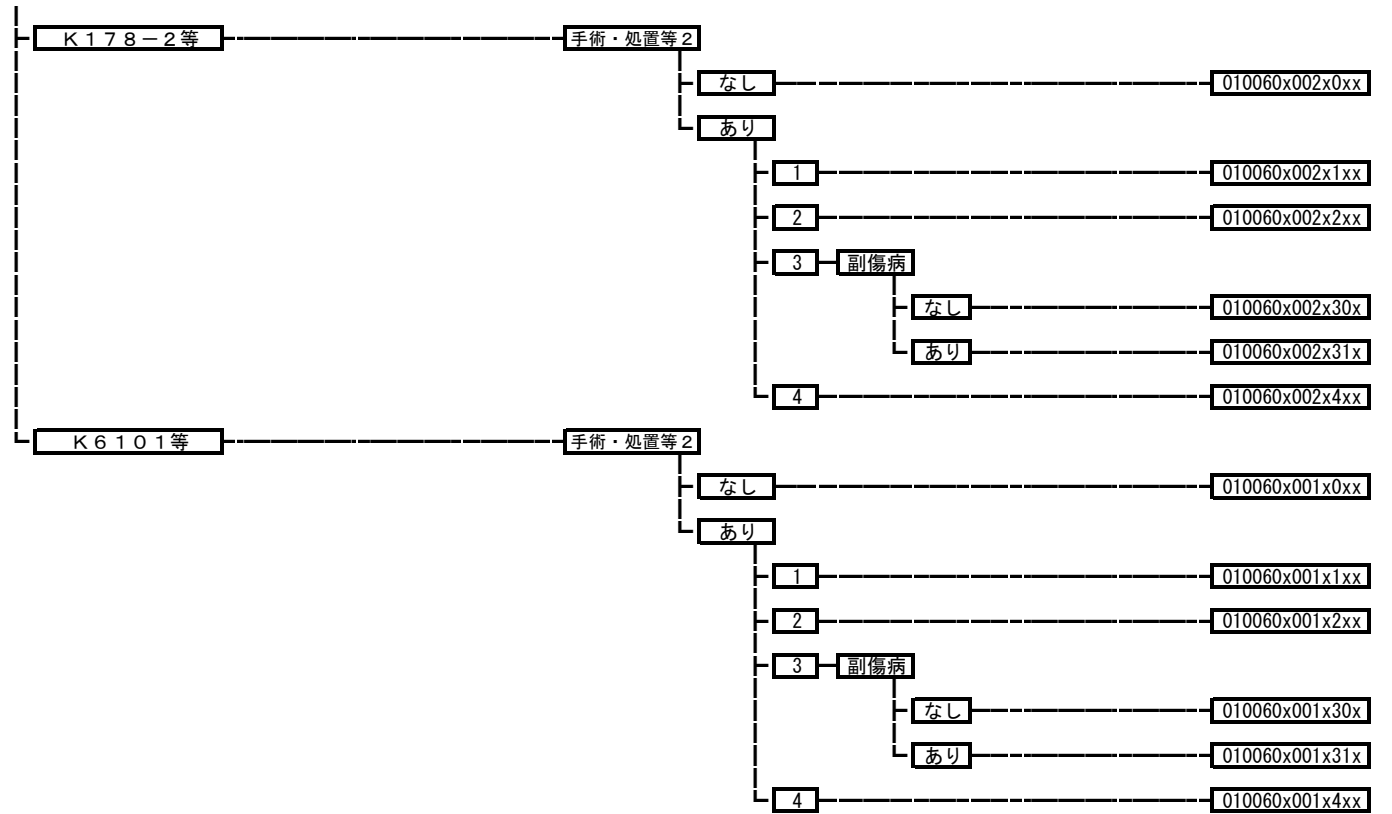 K178-2等 手術・処置等2
なし 010060x002x0xx
あり
1 010060x002x1xx
2 010060x002x2xx
3 副傷病
なし 010060x002x30x
あり 010060x002x31x
4 010060x002x4xx
K6101等 手術・処置等2
なし 010060x001x0xx
あり
1 010060x001x1xx
2 010060x001x2xx
3 副傷病
なし 010060x001x30x
あり 010060x001x31x
4 010060x001x4xx